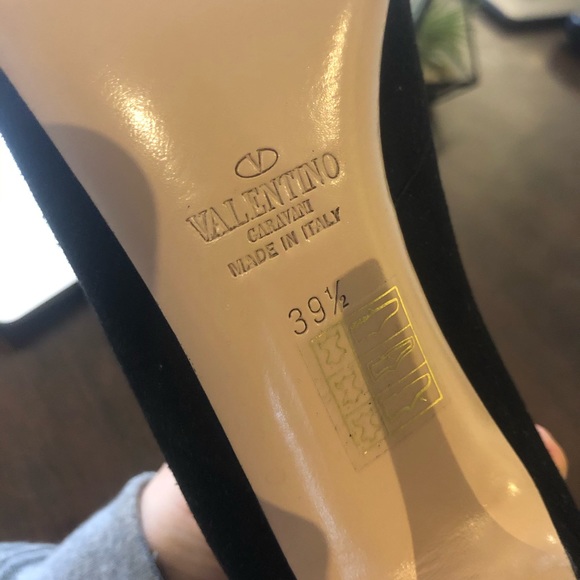 VALENTINO
GARAVANI
MADE IN ITALY
39½